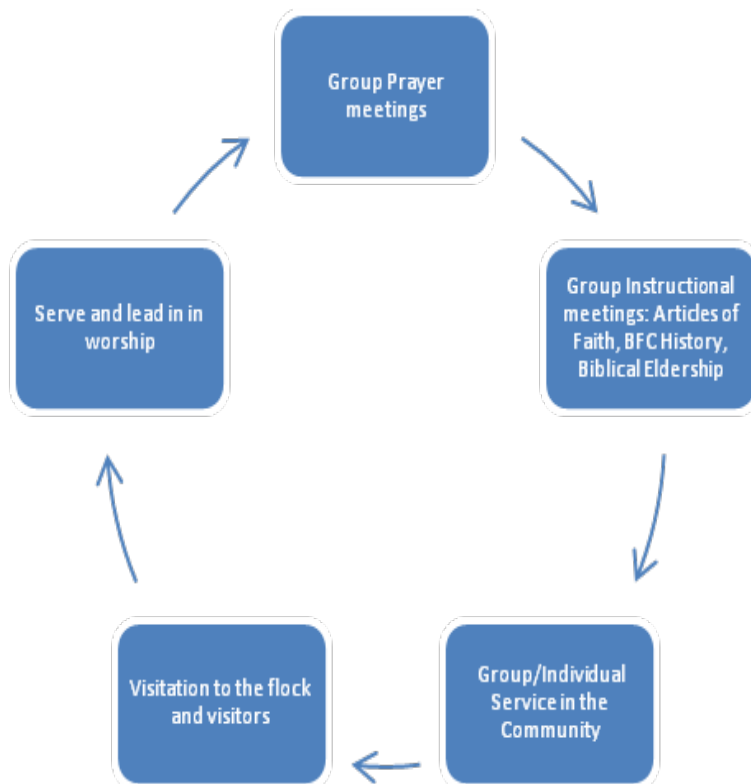 Group Prayer
meetings
Group Instructional
meetings: Articles of
Faith, BFC History,
Biblical Eldership
Group/Individual
Service in the
Community
Visitation to the flock
and visitors
Serve and lead in in
worship